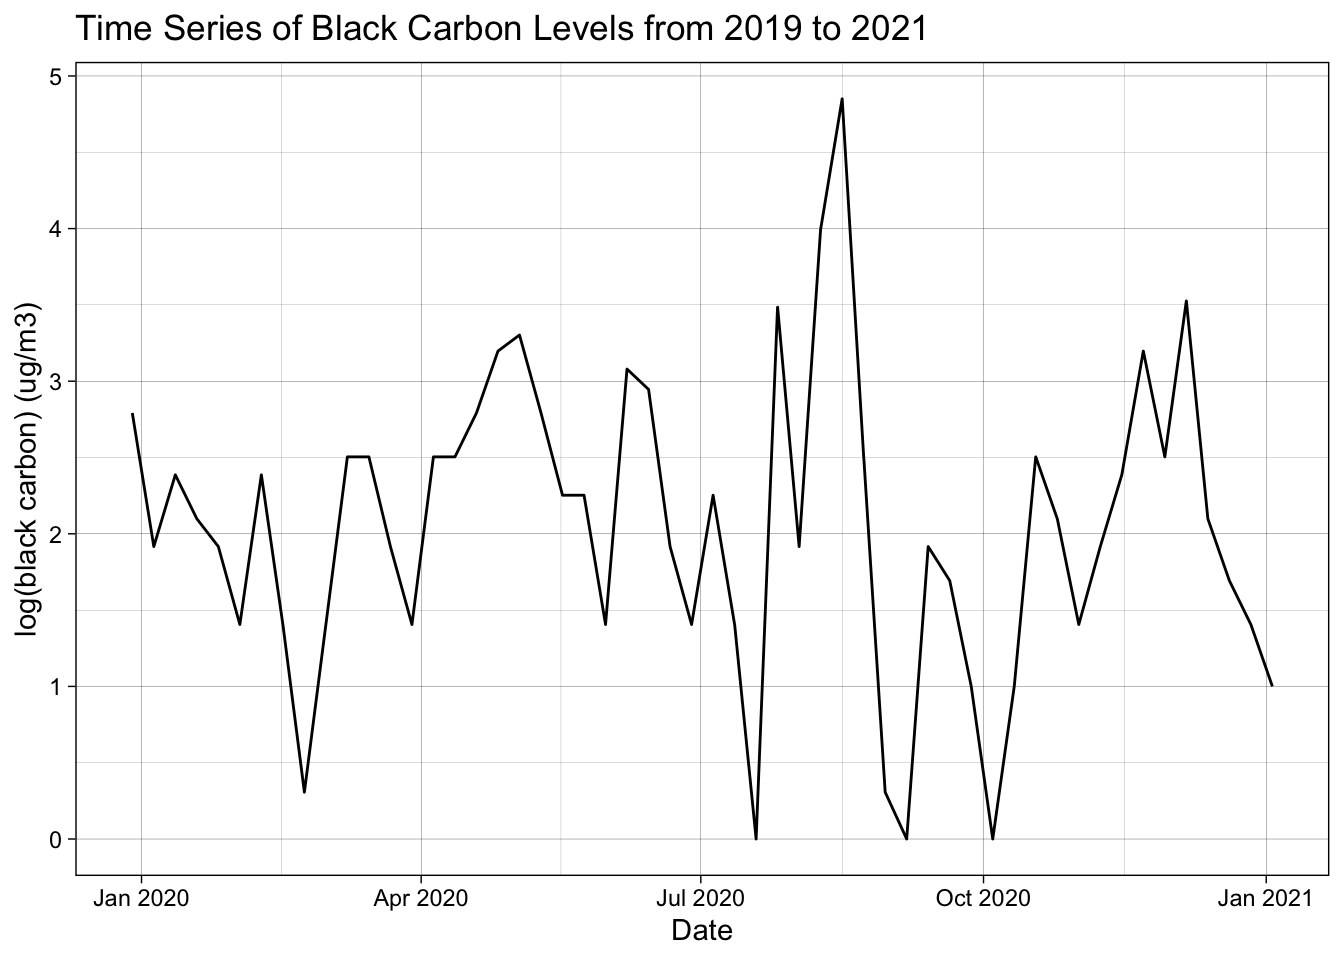 Time Series of Black Carbon Levels from 2019 to 2021
log(black carbon) (ug/m3)
5
4
3
2
1
0
Jan 2020
Apr 2020
Jul 2020
Oct 2020
Jan 2021
Date